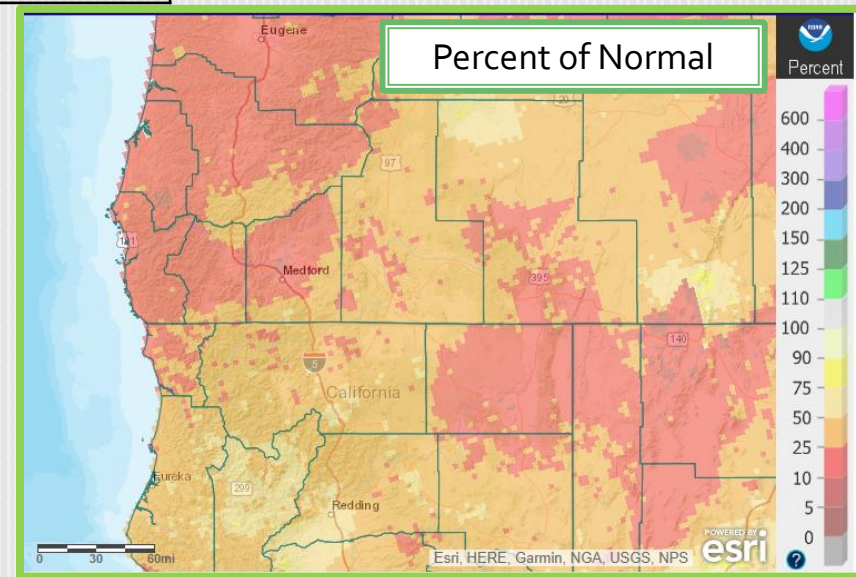 Percent of Normal
NOAA
Percent
600
400
300
200
150
125
110
100
90
75
50
25
10
5
0
Eugene
20
97
Medford
395
140
5
California
Eureka
299
Redding
0 30 60mi
Esri, HERE, Garmin, NGA, USGS, NPS
POWERED BY
esri
?